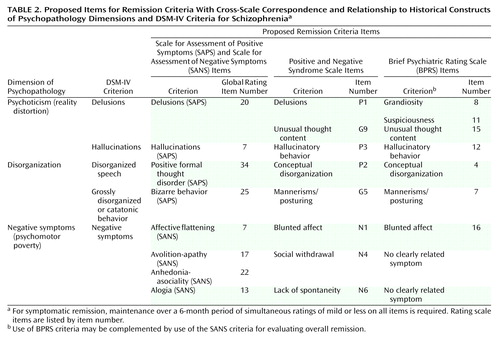 TABLE 2. Proposed Items for Remission Criteria With Cross-Scale Correspondence and Relationship to Historical Constructs
of Psychopathology Dimensions and DSM-IV Criteria for Schizophreniaa
Proposed Remission Criteria Items
Scale for Assessment of Positive
Symptoms (SAPS) and Scale for
Assessment of Negative Symptoms
(SANS) Items
Positive and Negative
Syndrome Scale Items
Brief Psychiatric Rating Scale
(BPRS) Items
Dimension of
Psychopathology
DSM-IV
Criterion
Criterion
Global Rating
Item Number
Criterion
Item
Number
Criterionb
Item
Number
Psychoticism (reality
distortion)
Delusions
Delusions (SAPS)
20
Delusions
P1
Grandiosity
8
Suspiciousness
11
Unusual thought
content
G9
Unusual thought
content
15
Hallucinations
Hallucinations
(SAPS)
7
Hallucinatory
behavior
P3
Hallucinatory
behavior
12
Disorganization
Disorganized
speech
Positive formal
thought
disorder (SAPS)
34
Conceptual
disorganization
P2
Conceptual
disorganization
4
Grossly
disorganized
or catatonic
behavior
Bizarre behavior
(SAPS)
25
Mannerisms/
posturing
G5
Mannerisms/
posturing
7
Negative symptoms
(psychomotor
poverty)
Negative
symptoms
Affective flattening
(SANS)
7
Blunted affect
N1
Blunted affect
16
Avolition-apathy
(SANS)
17
Social withdrawal
N4
No clearly related
symptom
Anhedonia-
asociality (SANS)
22
Alogia (SANS)
13
Lack of spontaneity
N6
No clearly related
symptom
a For symptomatic remission, maintenance over a 6-month period of simultaneous ratings of mild or less on all items is required. Rating scale
items are listed by item number.
b Use of BPRS criteria may be complemented by use of the SANS criteria for evaluating overall remission.